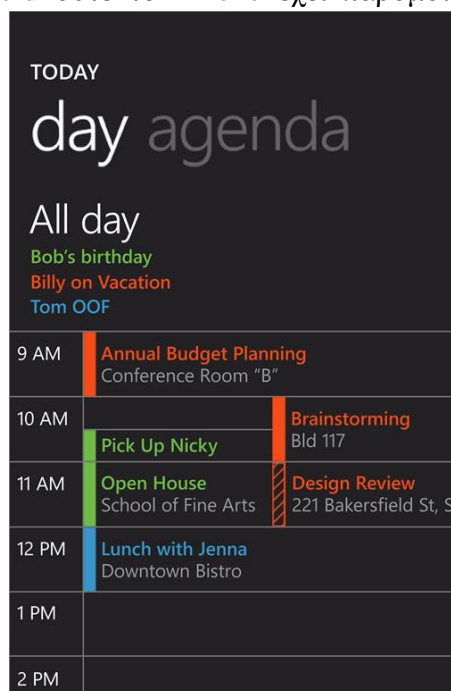 TODAY
day agenda
All day
Bob's birthday
Billy on Vacation
Tom OOF
9 AM
Annual Budget Planning
Conference Room "B"
10 AM
Brainstorming
Bld 117
Pick Up Nicky
11 AM
Open House
School of Fine Arts
Design Review
221 Bakersfield St, S
12 PM
Lunch with Jenna
Downtown Bistro
1 PM
2 PM